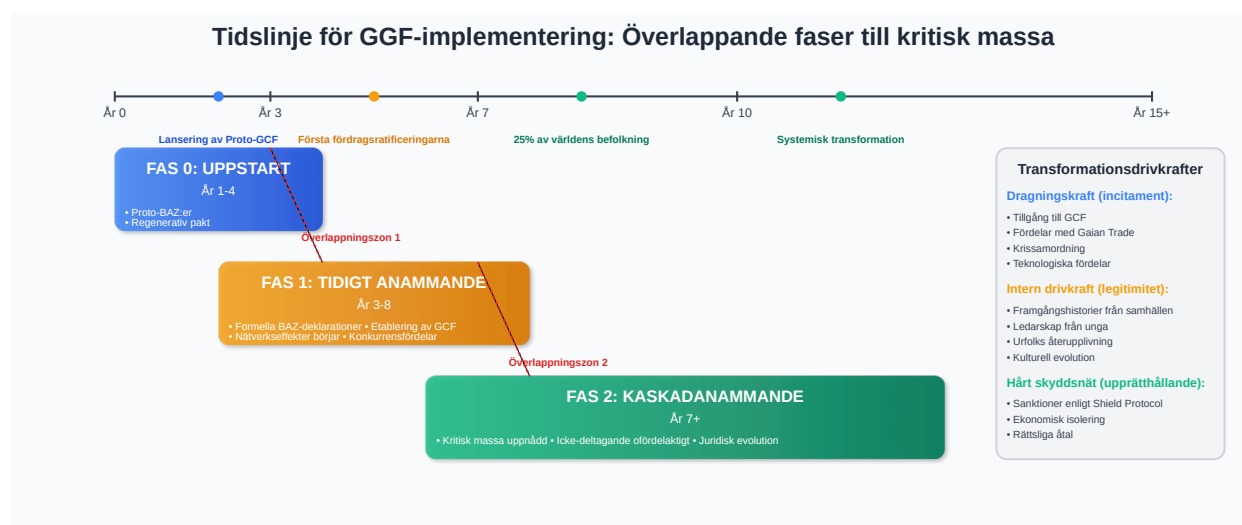 Tidslinje för GGF-implementering: Överlappande faser till kritisk massa
År 0
År 3
År 7
År 10
År 15+
Lansering av Proto-GCF
Första fördragsratificeringarna
25% av världens befolkning
Systemisk transformation
FAS 0: UPPSTART
År 1-4
• Proto-BAZ:er
• Regenerativ pakt
Överlappningszon 1
FAS 1: TIDIGT ANAMMANDE
År 3-8
• Formella BAZ-deklarationer • Etablering av GCF
• Nätverkseffekter börjar • Konkurrensfördelar
Överlappningszon 2
FAS 2: KASKADANAMMANDE
År 7+
• Kritisk massa uppnådd • Icke-deltagande ofördelaktigt • Juridisk evolution
Transformationsdrivkrafter
Dragningskraft (incitament):
• Tillgång till GCF
• Fördelar med Gaian Trade
• Krissamordning
• Teknologiska fördelar
Intern drivkraft (legitimitet):
• Framgångshistorier från samhällen
• Ledarskap från unga
• Urfolks återupplivning
• Kulturell evolution
Hårt skyddsnät (upprätthållande):
• Sanktioner enligt Shield Protocol
• Ekonomisk isolering
• Rättsliga åtal